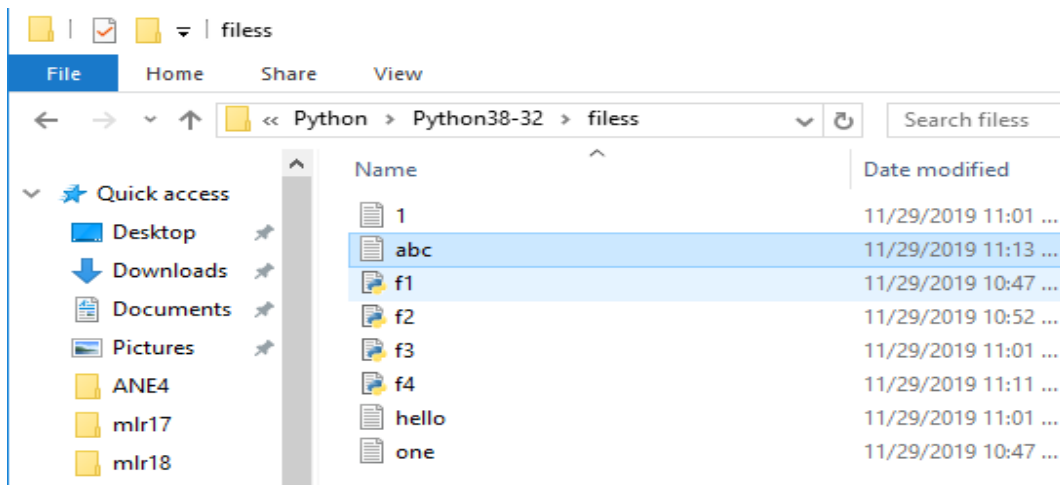 filess
File Home Share View
« Python > Python38-32 > filess Search filess
Name Date modified
Quick access
Desktop
Downloads
Documents
Pictures
ANE4
mlr17
mlr18
1 11/29/2019 11:01 ...
abc 11/29/2019 11:13 ...
f1 11/29/2019 10:47 ...
f2 11/29/2019 10:52 ...
f3 11/29/2019 11:01 ...
f4 11/29/2019 11:11 ...
hello 11/29/2019 11:01 ...
one 11/29/2019 10:47 ...